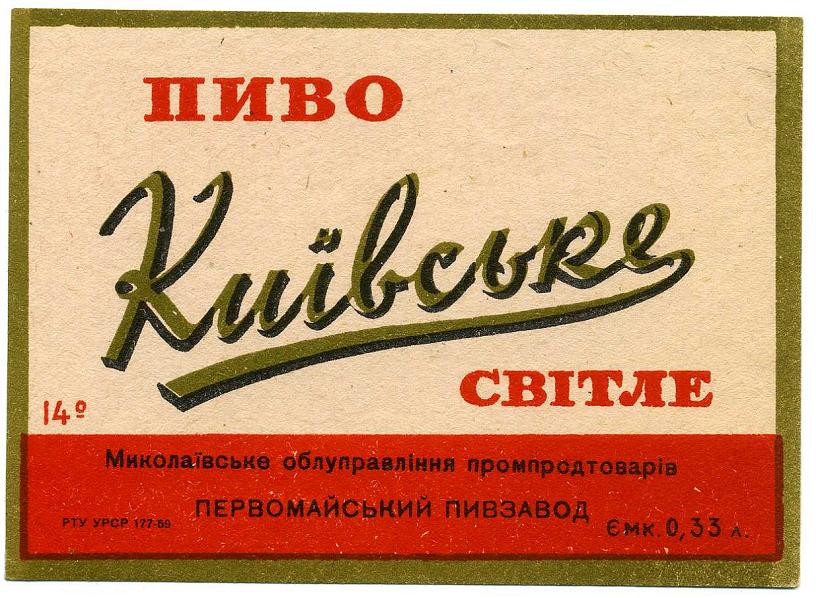 ПИВО
Київське
СВІТЛЕ
14º
Миколаївське облуправління промпродтоварів
ПЕРВОМАЙСЬКИЙ ПИВЗАВОД
РТУ УРСР 177-59
Ємк. 0,33 л.